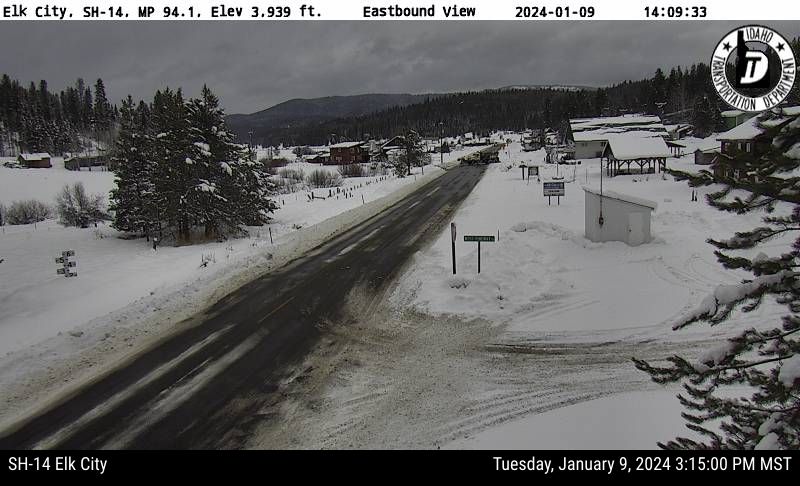 Elk City, SH-14, MP 94.1, Elev 3,939 ft. Eastbound View 2024-01-09 14:09:33
IDAHO
TRANSPORTATION DEPARTMENT
SH-14 Elk City Tuesday, January 9, 2024 3:15:00 PM MST